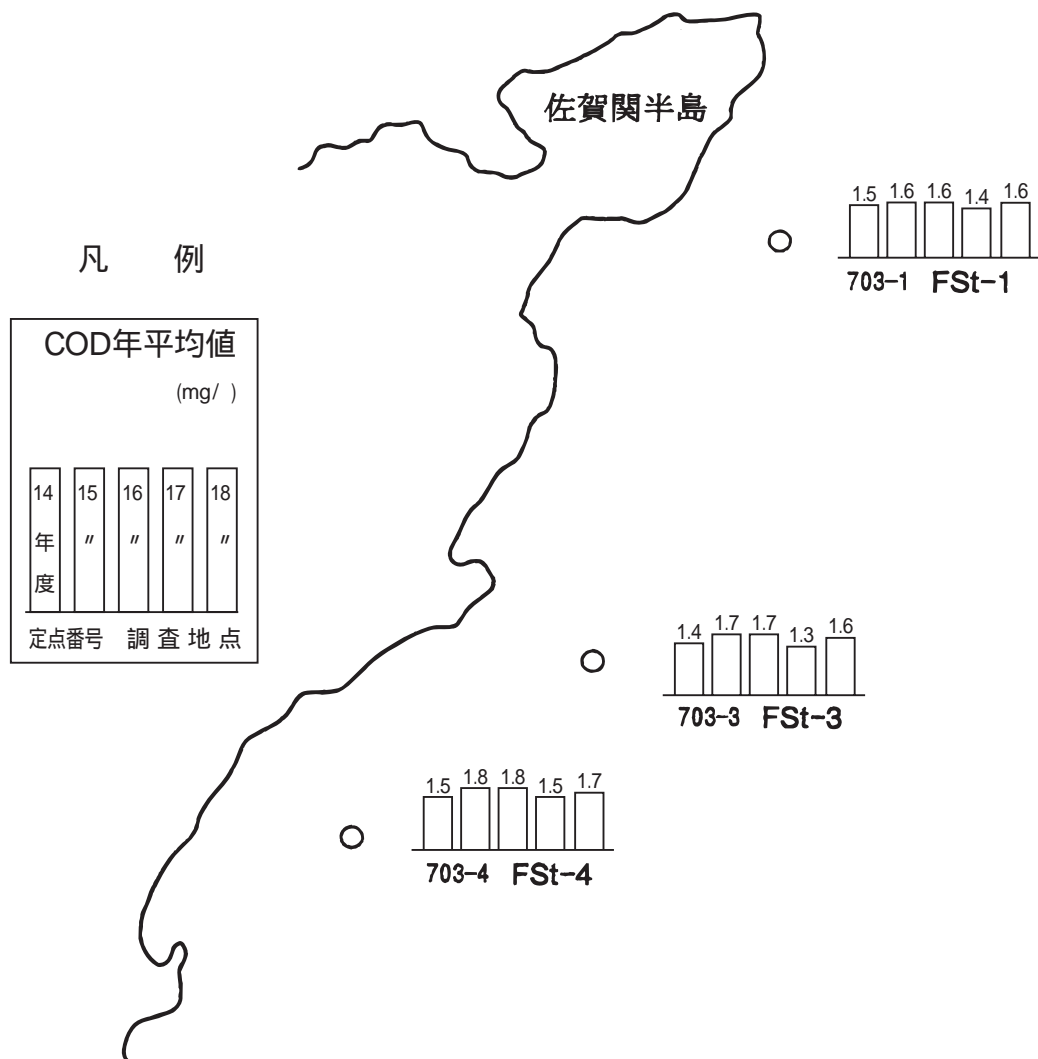 佐賀関半島
1.5 1.6 1.6 1.4 1.6
703-1 FSt-1
凡 例
COD年平均値
(mg/ )
14年度 15〃 16〃 17〃 18〃
定点番号 調査地点
1.4 1.7 1.7 1.3 1.6
703-3 FSt-3
1.5 1.8 1.8 1.5 1.7
703-4 FSt-4